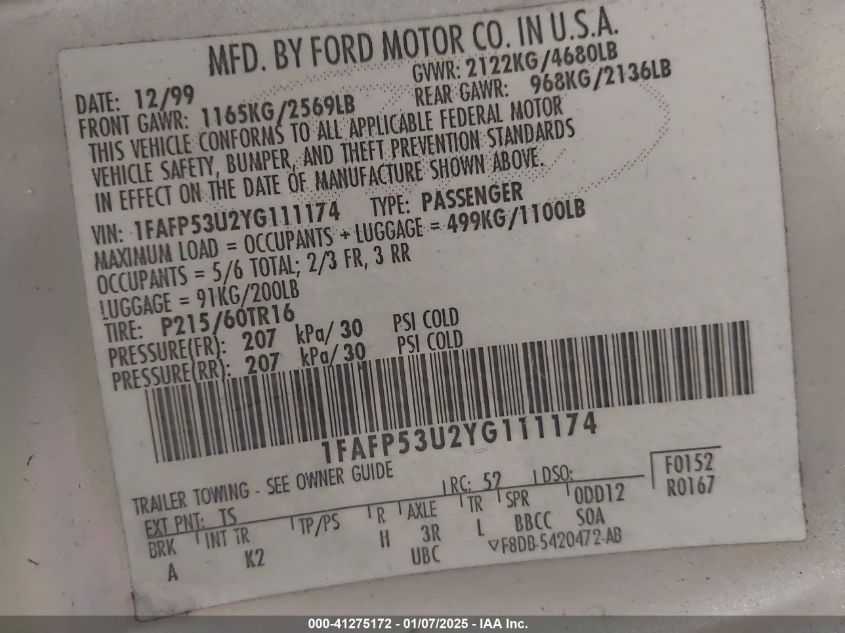 MFD. BY FORD MOTOR CO. IN U.S.A.
DATE: 12/99 GVWR: 2122KG/4680LB
FRONT GAWR: 1165KG/2569LB REAR GAWR: 968KG/2136LB
THIS VEHICLE CONFORMS TO ALL APPLICABLE FEDERAL MOTOR
VEHICLE SAFETY, BUMPER, AND THEFT PREVENTION STANDARDS
IN EFFECT ON THE DATE OF MANUFACTURE SHOWN ABOVE.
VIN: 1FAFP53U2YG111174 TYPE: PASSENGER
MAXIMUM LOAD = OCCUPANTS + LUGGAGE = 499KG/1100LB
OCCUPANTS = 5/6 TOTAL; 2/3 FR, 3 RR
LUGGAGE = 91KG/200LB
TIRE: P215/60TR16
PRESSURE(FR): 207 kPa/ 30 PSI COLD
PRESSURE(RR): 207 kPa/ 30 PSI COLD
1FAFP53U2YG111174
TRAILER TOWING - SEE OWNER GUIDE
EXT PNT: TS RC: 52 DSO: F0152
R0167
BRK INT TR TP/PS R AXLE TR SPR 0DD12
A K2 H 3R L BBCC SOA
UBC ▽F8DB-5420472-AB
000-41275172 - 01/07/2025 - IAA Inc.